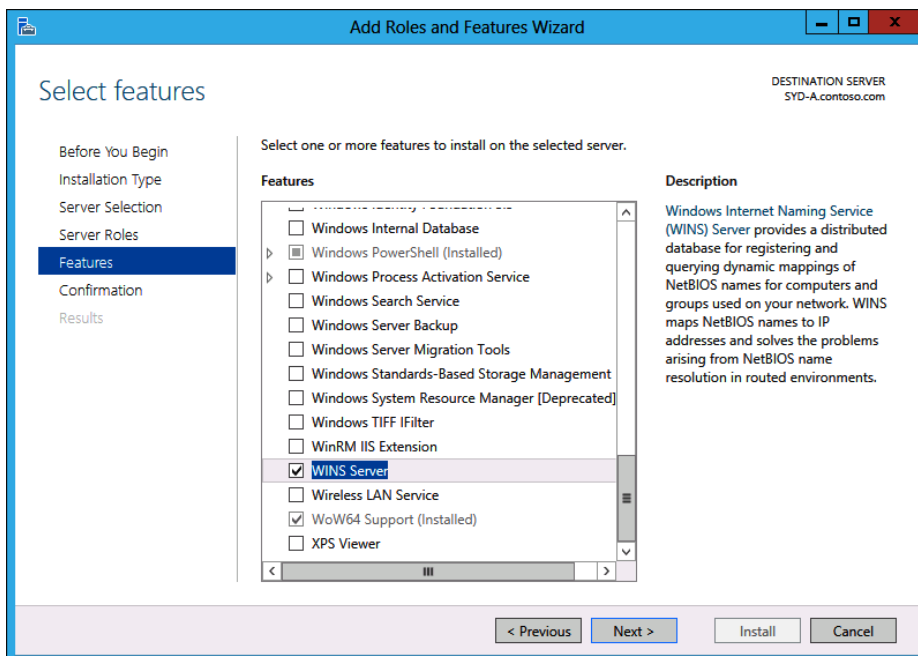 Add Roles and Features Wizard
Select features
DESTINATION SERVER
SYD-A.contoso.com
Before You Begin
Installation Type
Server Selection
Server Roles
Features
Confirmation
Results
Select one or more features to install on the selected server.
Features
Windows Internal Database
Windows PowerShell (Installed)
Windows Process Activation Service
Windows Search Service
Windows Server Backup
Windows Server Migration Tools
Windows Standards-Based Storage Management
Windows System Resource Manager [Deprecated]
Windows TIFF IFilter
WinRM IIS Extension
WINS Server
Wireless LAN Service
WoW64 Support (Installed)
XPS Viewer
Description
Windows Internet Naming Service
(WINS) Server provides a distributed
database for registering and
querying dynamic mappings of
NetBIOS names for computers and
groups used on your network. WINS
maps NetBIOS names to IP
addresses and solves the problems
arising from NetBIOS name
resolution in routed environments.
< Previous
Next >
Install
Cancel